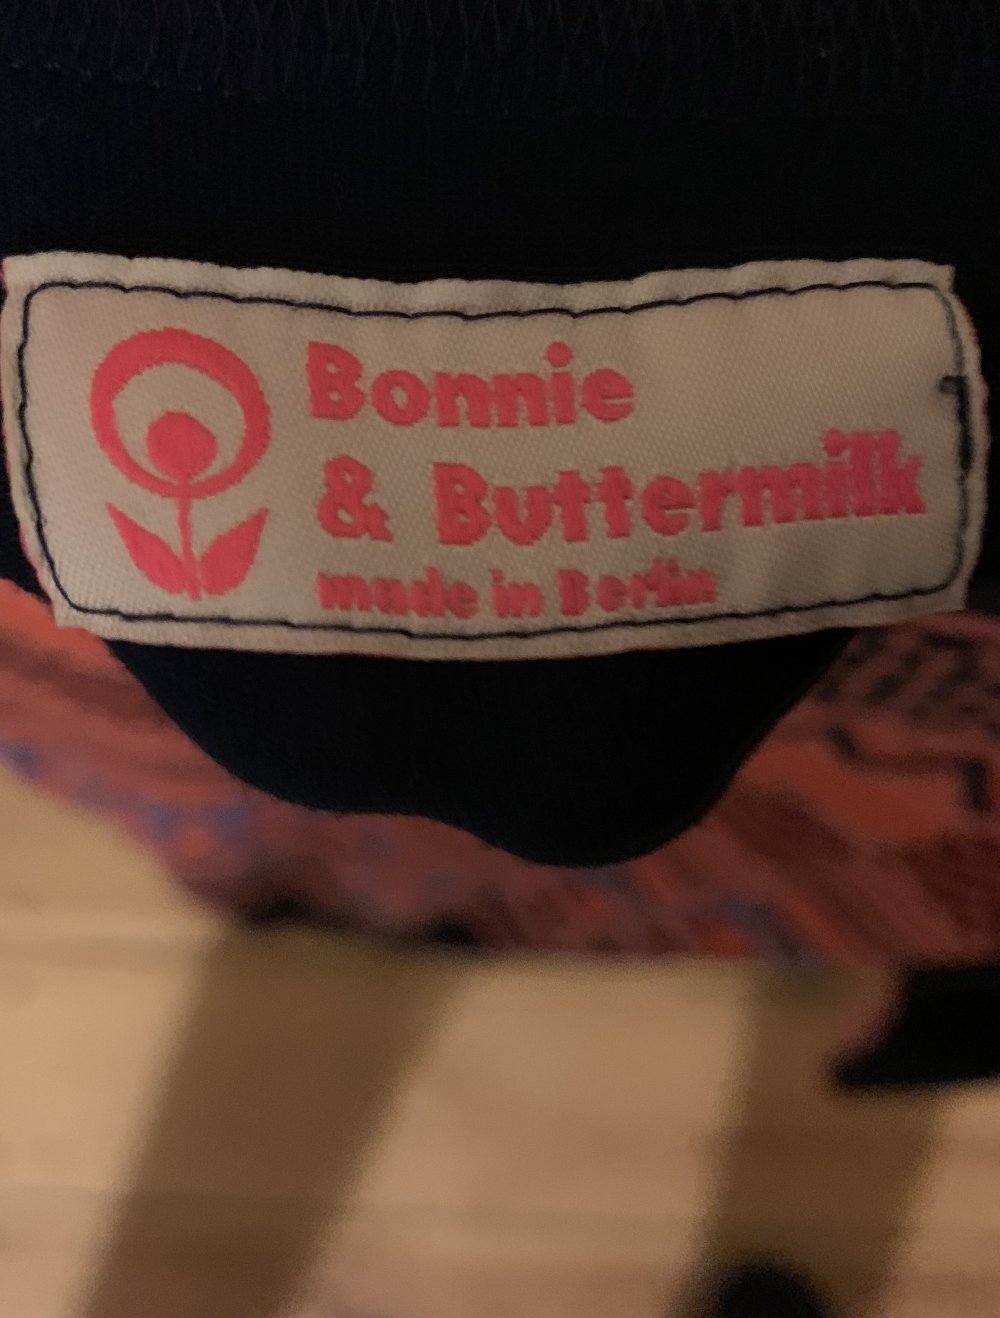 Bonnie
& Buttermilk
made in Berlin